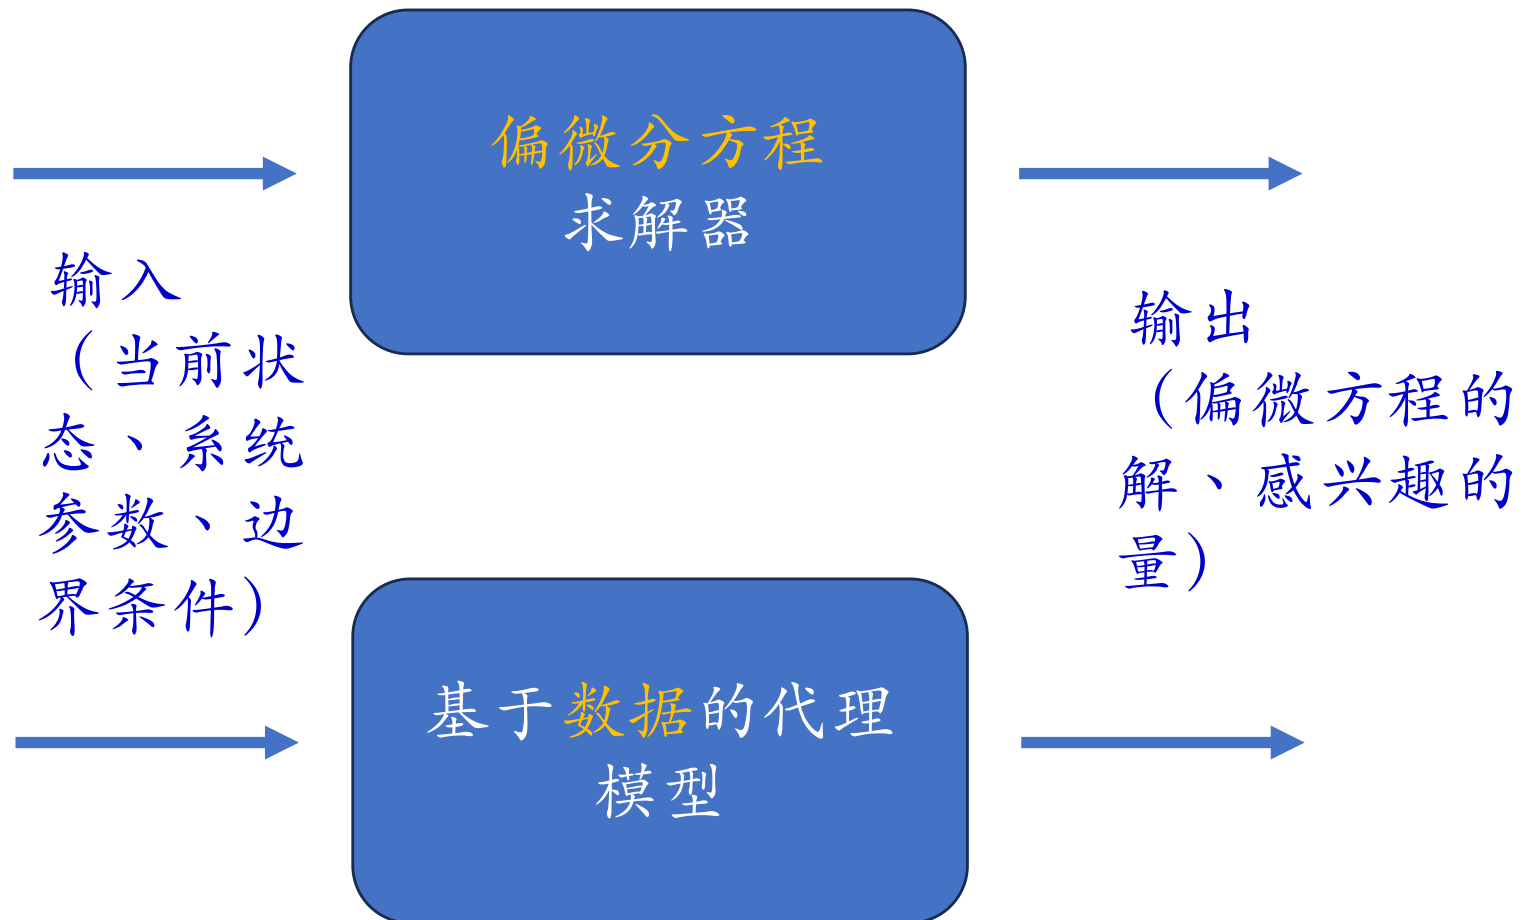 偏微分方程
求解器
输入
（当前状
态、系统
参数、边
界条件）
输出
（偏微方程的
解、感兴趣的
量）
基于数据的代理
模型